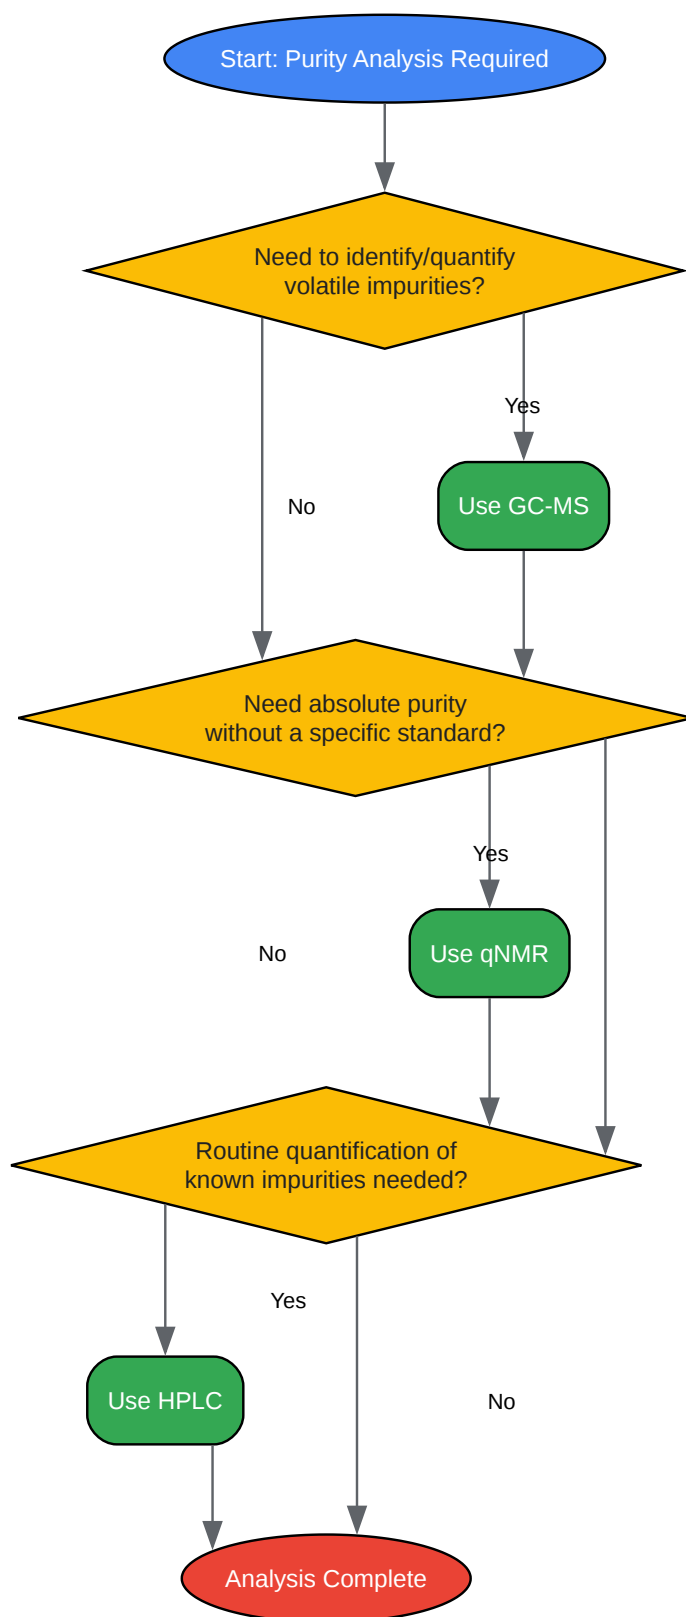 Start: Purity Analysis Required
Need to identify/quantify
volatile impurities?
Yes
Use GC-MS
No
Need absolute purity
without a specific standard?
Yes
Use qNMR
No
Routine quantification of
known impurities needed?
Yes
Use HPLC
No
Analysis Complete